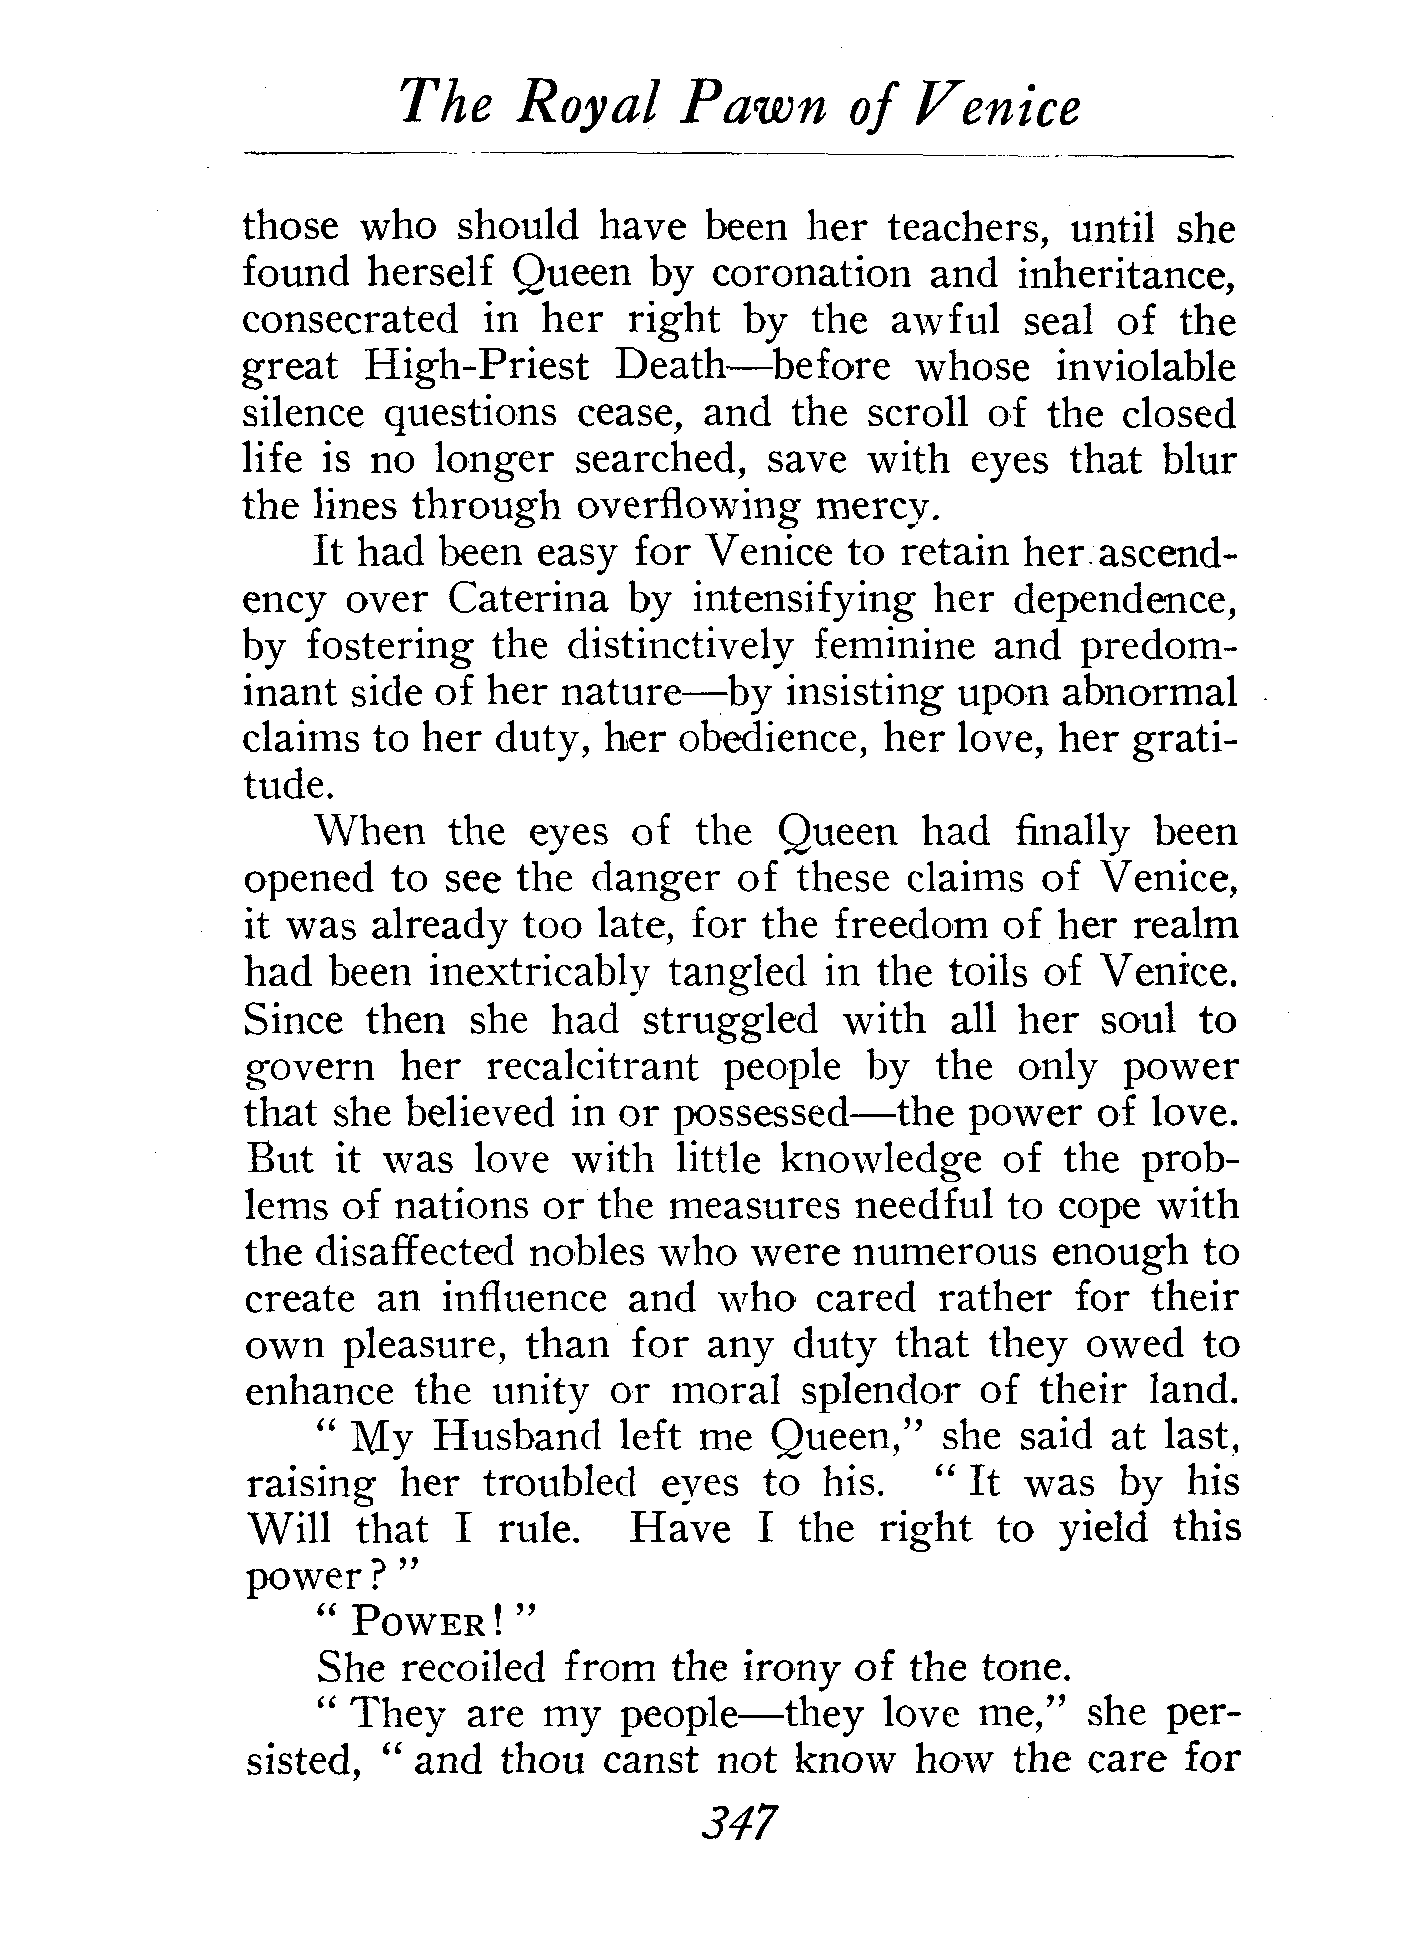 The Royal Pawn of Venice
those who should have been her teachers, until she
found herself Queen by coronation and inheritance,
consecrated in her right by the awful seal of the
great High-Priest Death—before whose inviolable
silence questions cease, and the scroll of the closed
life is no longer searched, save with eyes that blur
the lines through overflowing mercy.
It had been easy for Venice to retain her ascend-
ency over Caterina by intensifying her dependence,
by fostering the distinctively feminine and predom-
inant side of her nature—by insisting upon abnormal
claims to her duty, her obedience, her love, her grati-
tude.
When the eyes of the Queen had finally been
opened to see the danger of these claims of Venice,
it was already too late, for the freedom of her realm
had been inextricably tangled in the toils of Venice.
Since then she had struggled with all her soul to
govern her recalcitrant people by the only power
that she believed in or possessed—the power of love.
But it was love with little knowledge of the prob-
lems of nations or the measures needful to cope with
the disaffected nobles who were numerous enough to
create an influence and who cared rather for their
own pleasure, than for any duty that they owed to
enhance the unity or moral splendor of their land.
" My Husband left me Queen," she said at last,
raising her troubled eyes to his. " It was by his
Will that I rule. Have I the right to yield this
power? "
" POWER! "
She recoiled from the irony of the tone.
" They are my people—they love me," she per-
sisted, " and thou canst not know how the care for
347